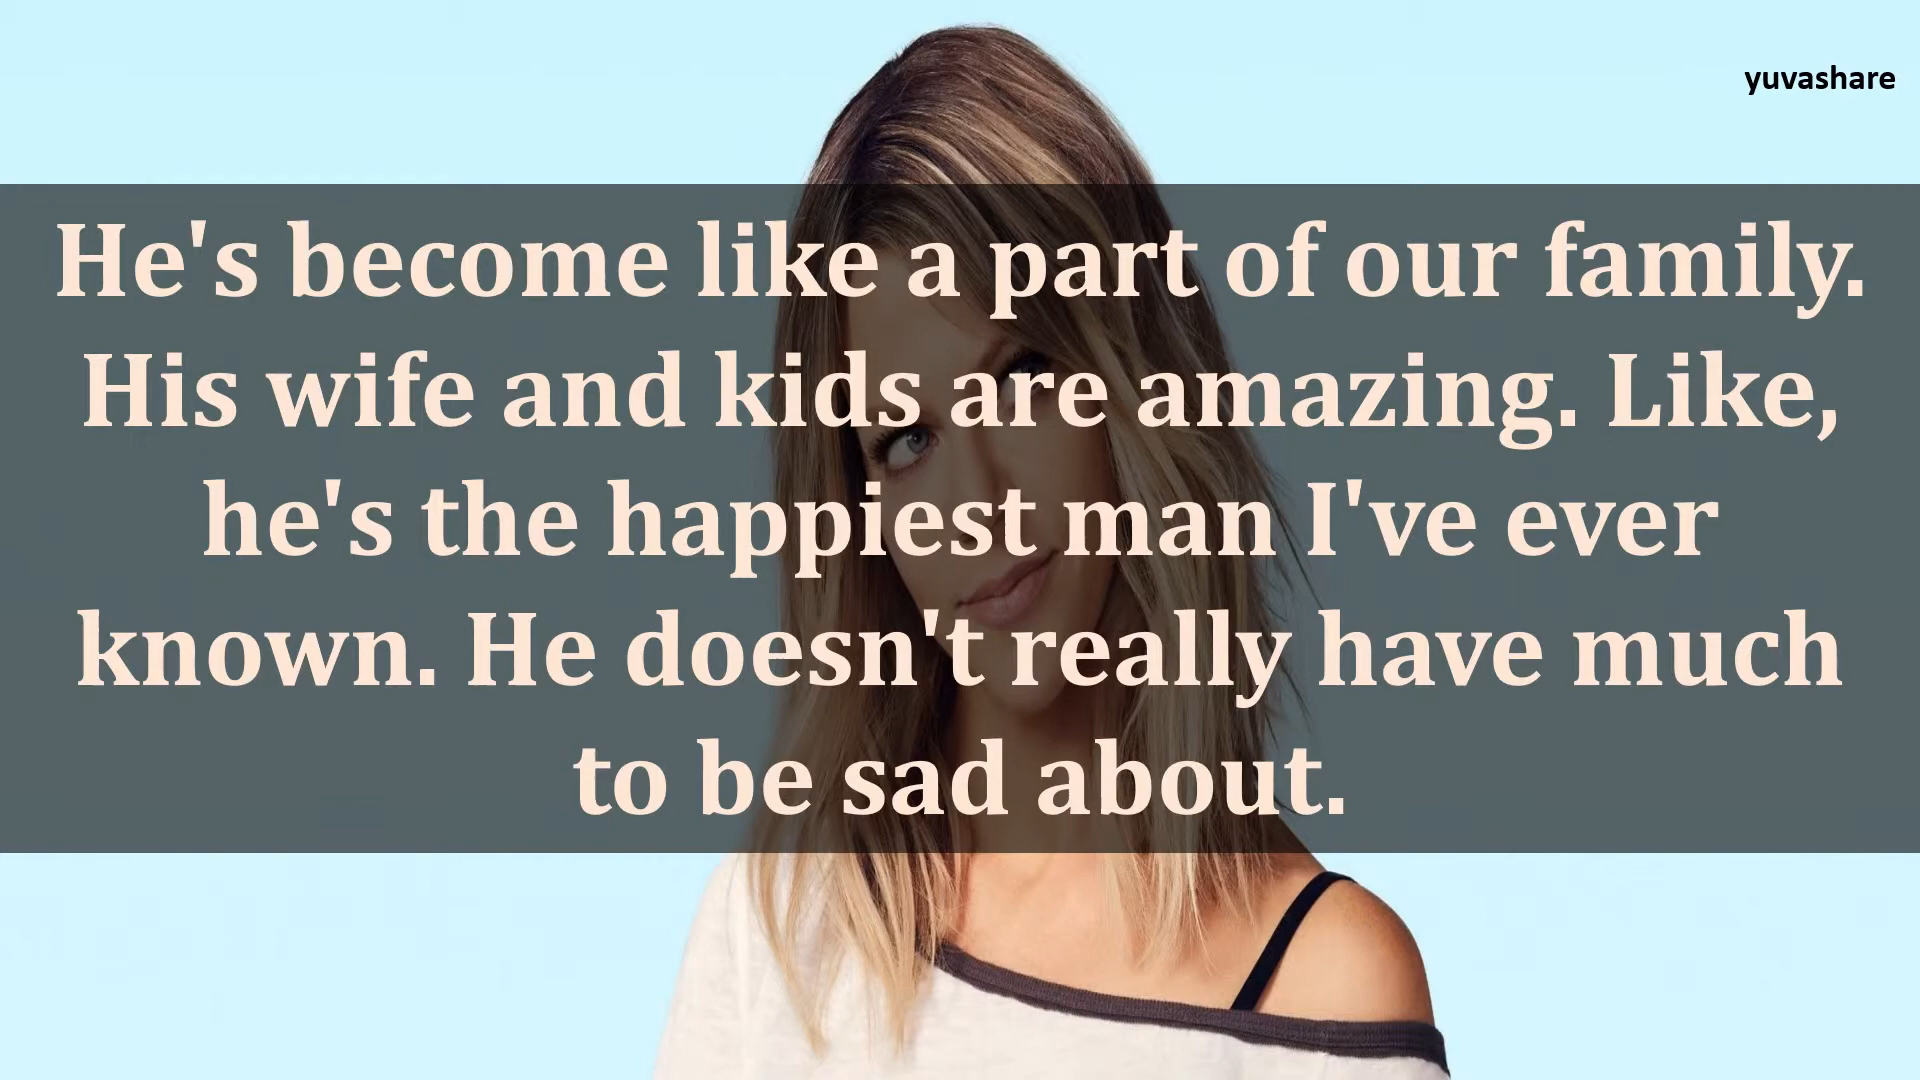 yuvashare
He's become like a part of our family.
His wife and kids are amazing. Like,
he's the happiest man I've ever
known. He doesn't really have much
to be sad about.